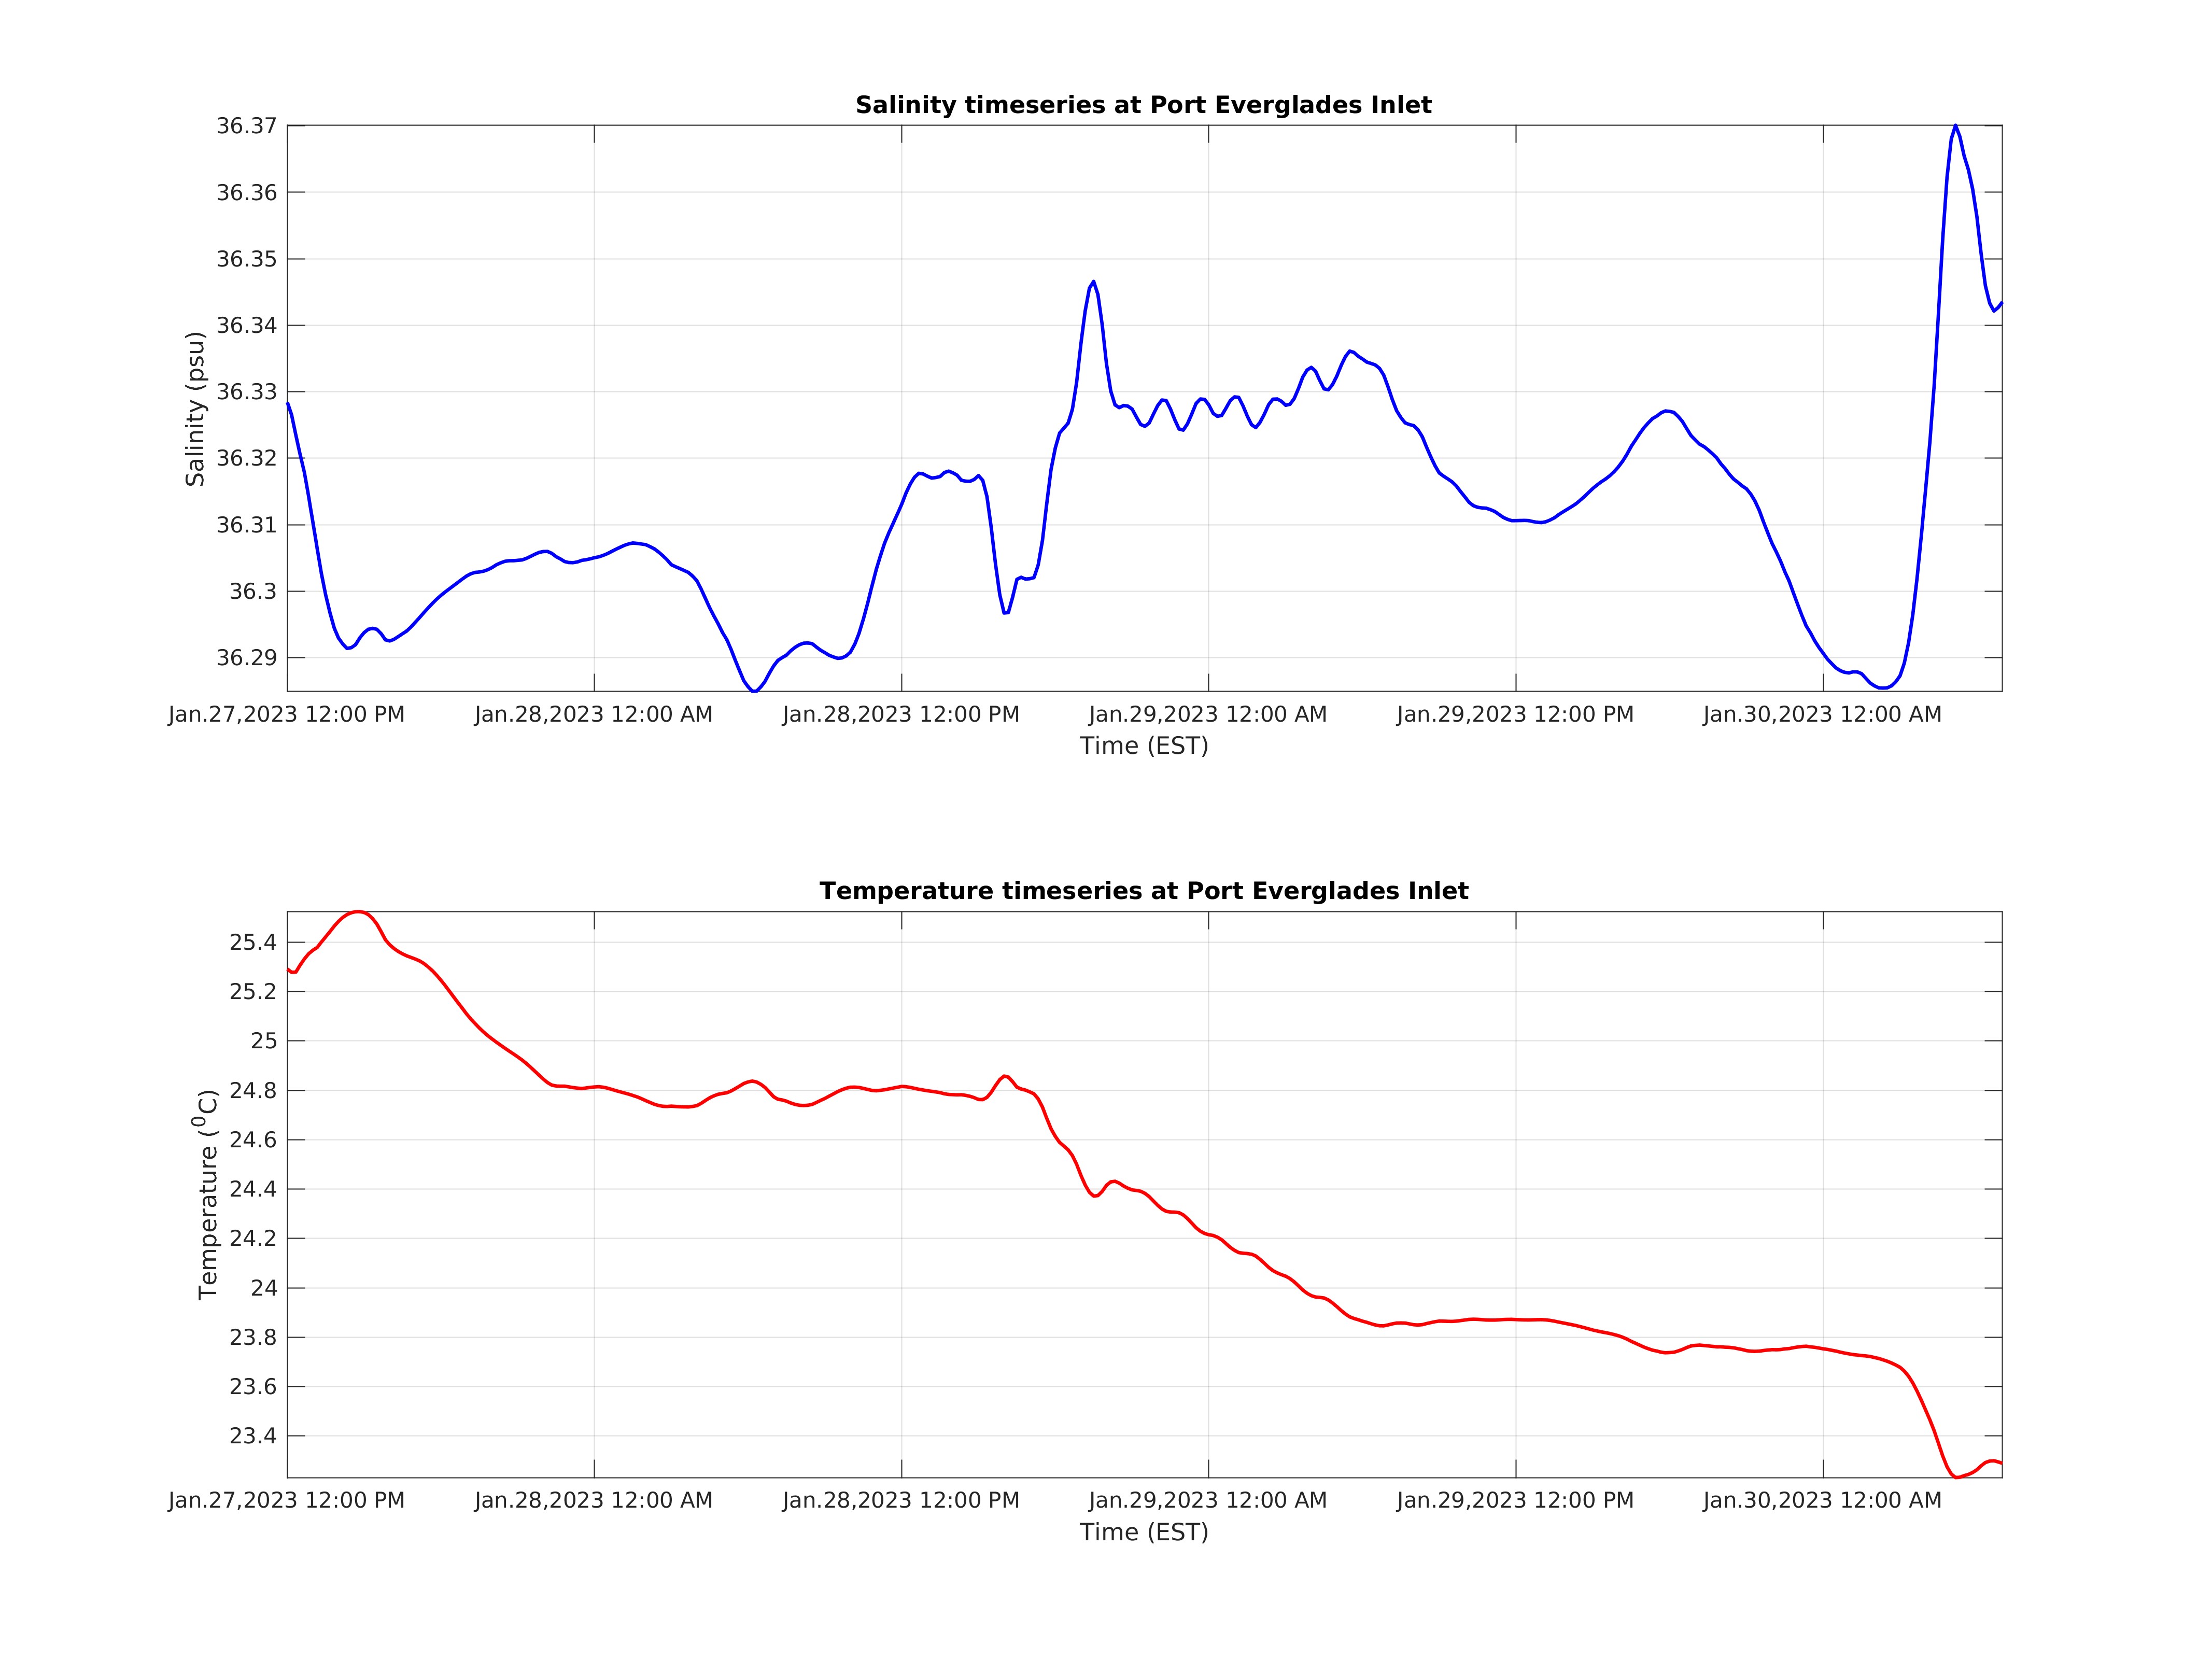 Salinity timeseries at Port Everglades Inlet
36.37
36.36
36.35
36.34
36.33
36.32
36.31
36.3
36.29
Salinity (psu)
Jan.27,2023 12:00 PM Jan.28,2023 12:00 AM Jan.28,2023 12:00 PM Jan.29,2023 12:00 AM Jan.29,2023 12:00 PM Jan.30,2023 12:00 AM
Time (EST)
Temperature timeseries at Port Everglades Inlet
25.4
25.2
25
24.8
24.6
24.4
24.2
24
23.8
23.6
23.4
Temperature (⁰C)
Jan.27,2023 12:00 PM Jan.28,2023 12:00 AM Jan.28,2023 12:00 PM Jan.29,2023 12:00 AM Jan.29,2023 12:00 PM Jan.30,2023 12:00 AM
Time (EST)